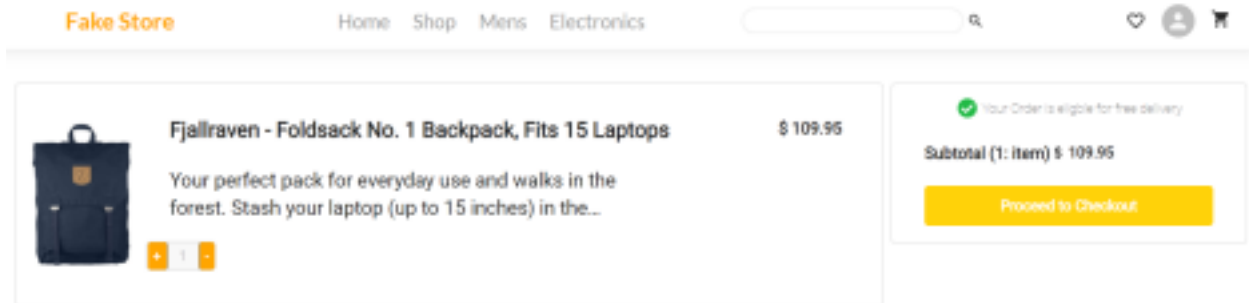 Fake Store
Home Shop Mens Electronics
Fjallraven - Foldsack No. 1 Backpack, Fits 15 Laptops
$ 109.95
Your perfect pack for everyday use and walks in the
forest. Stash your laptop (up to 15 inches) in the...
+ 1 -
Your Order is eligble for free delivery
Subtotal (1: item) $ 109.95
Proceed to Checkout